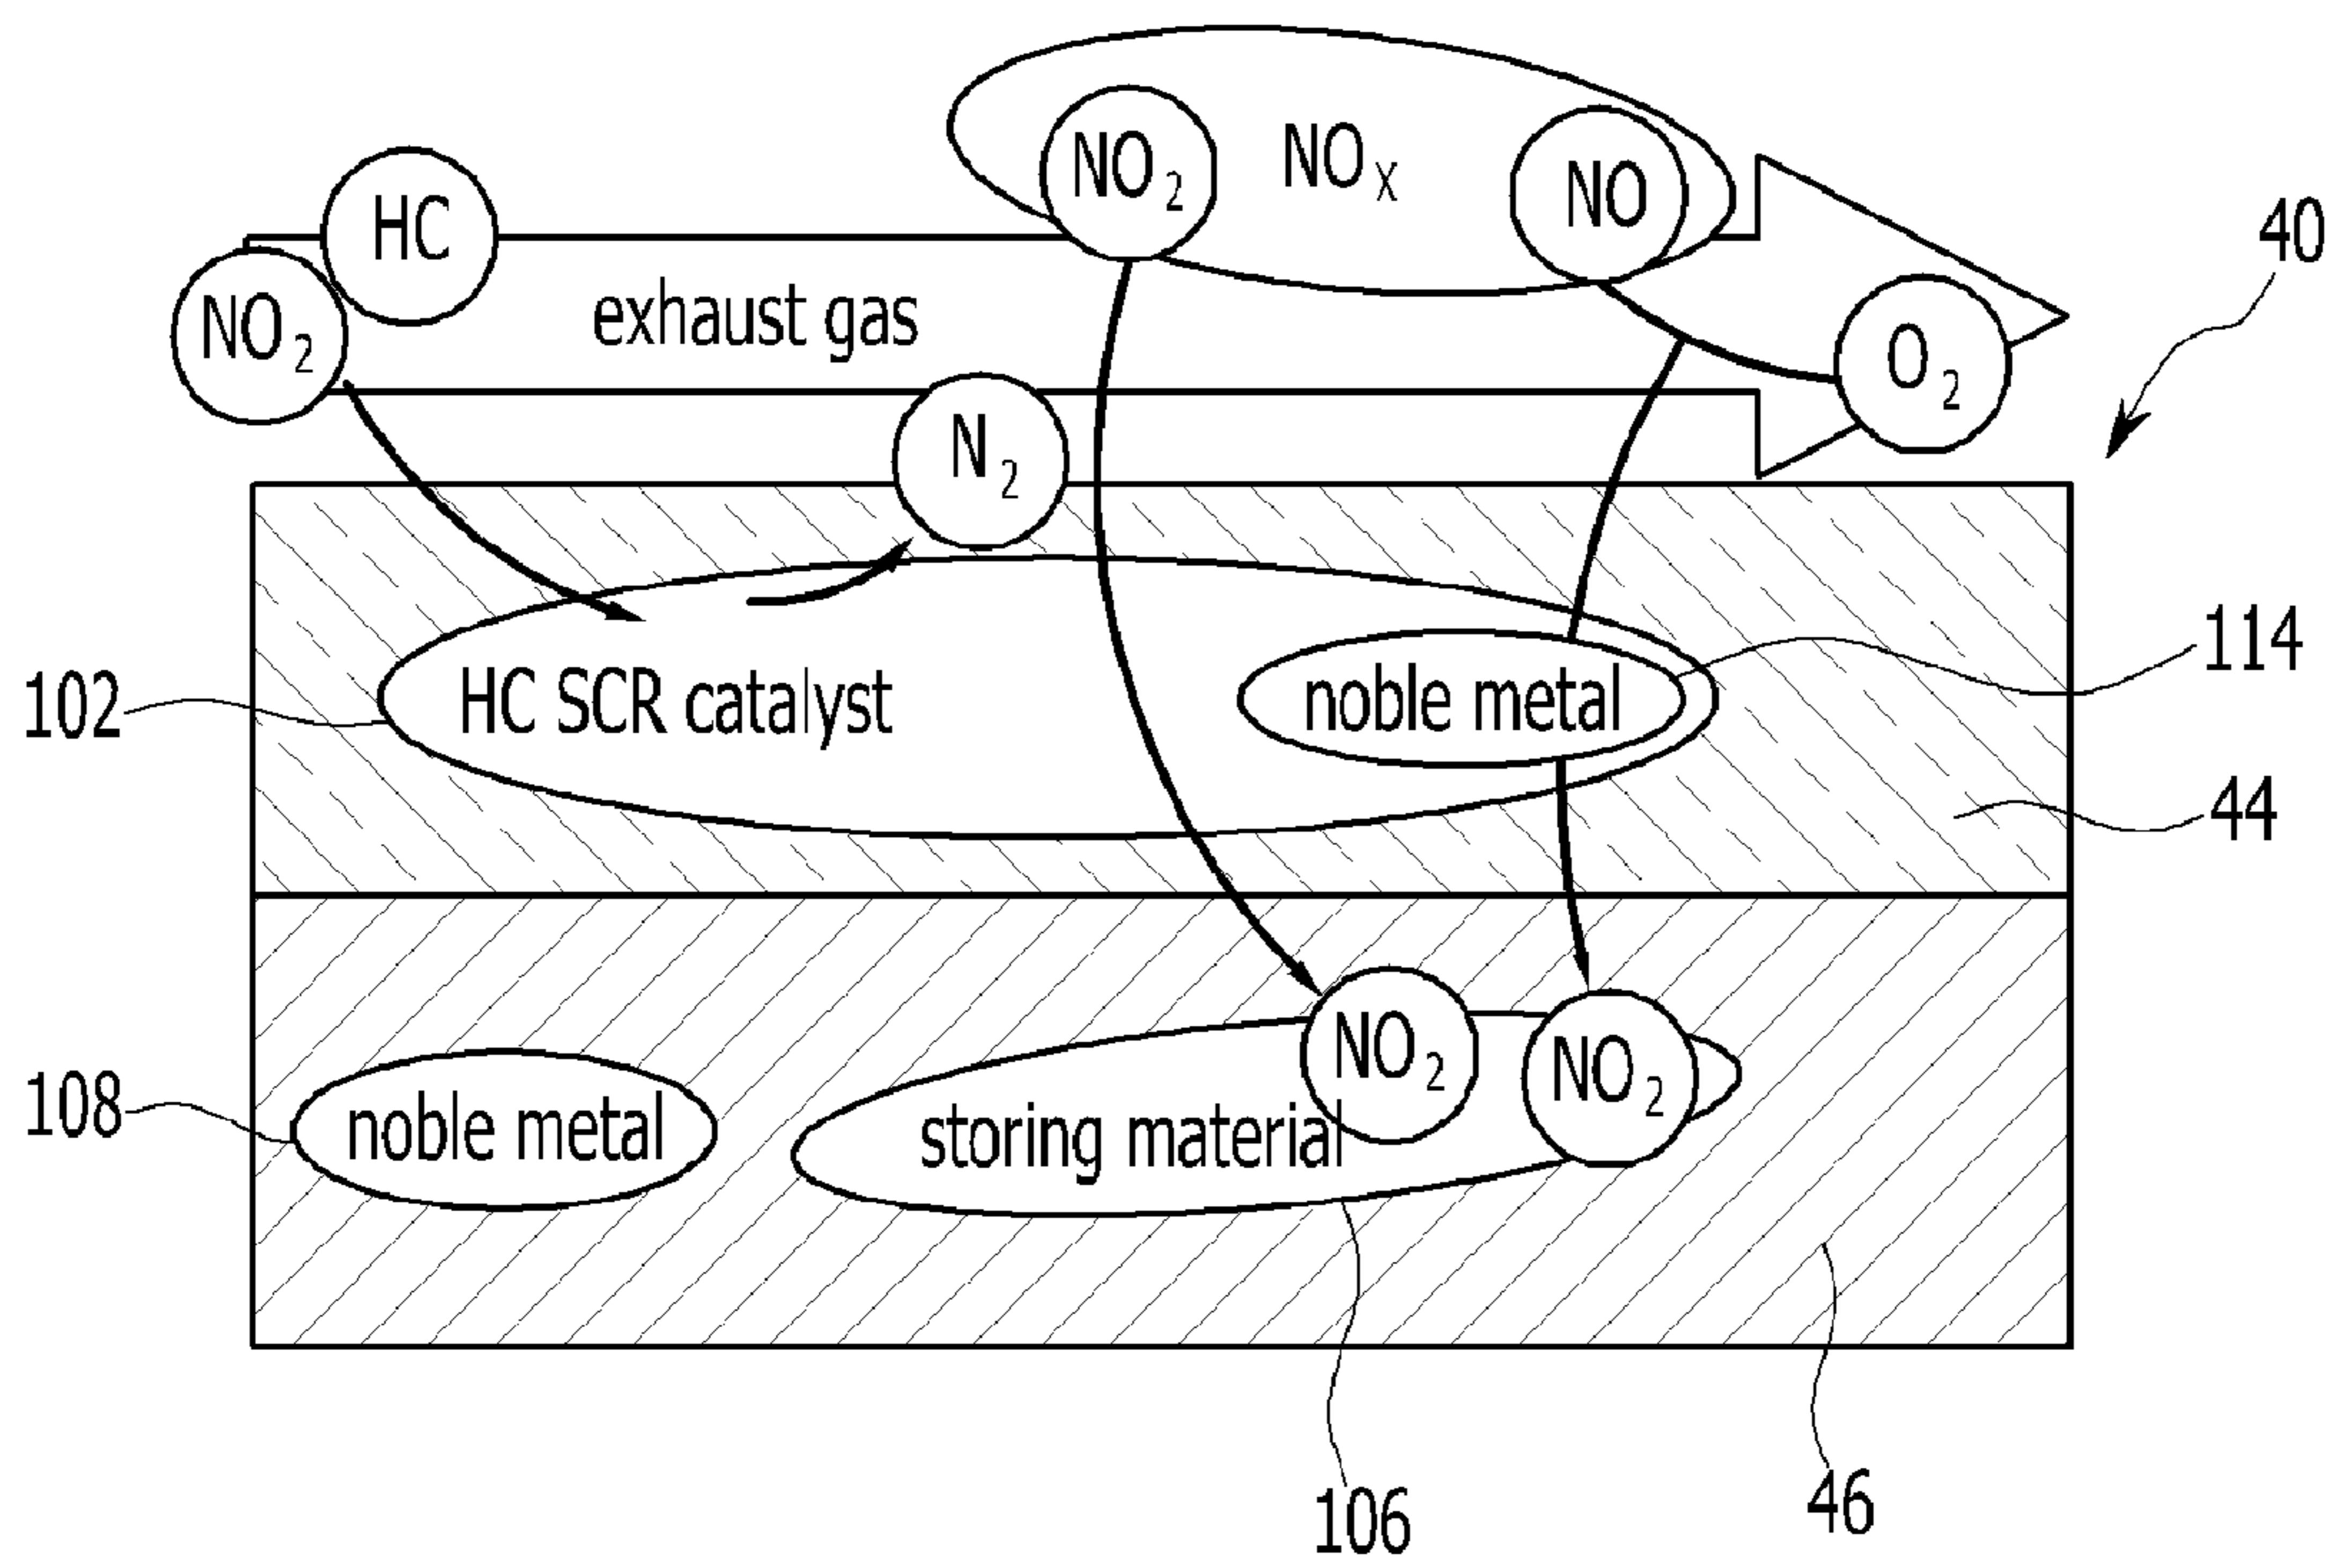 NO₂ NOₓ NO
HC
40
NO₂ exhaust gas O₂
N₂
114
102 HC SCR catalyst noble metal
44
NO₂ NO₂
108 noble metal storing material
106 46